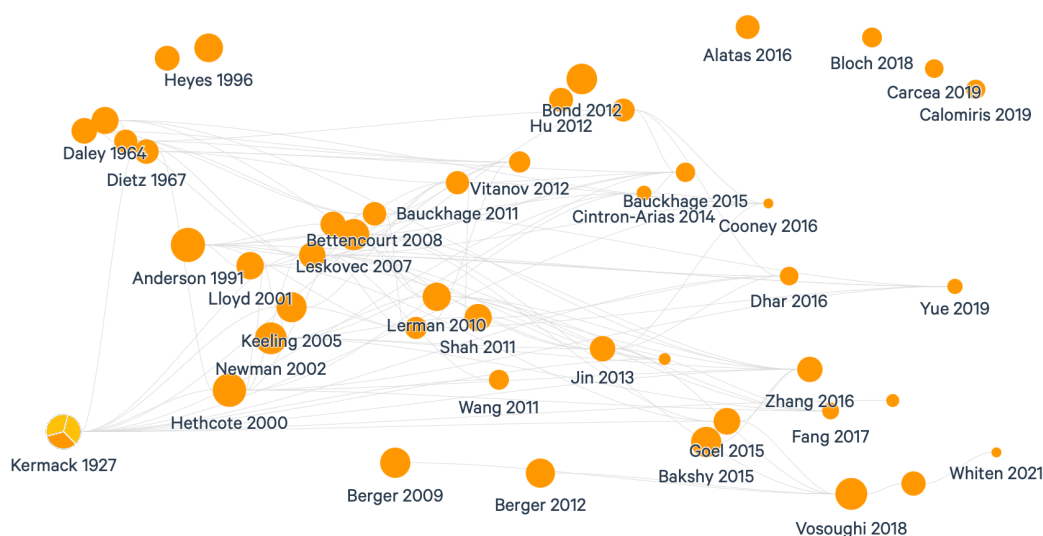 Alatas 2016
Bloch 2018
Heyes 1996
Carcea 2019
Bond 2012
Calomiris 2019
Hu 2012
Daley 1964
Dietz 1967
Vitanov 2012
Bauckhage 2015
Bauckhage 2011
Cintron-Arias 2014
Cooney 2016
Bettencourt 2008
Leskovec 2007
Anderson 1991
Lloyd 2001
Dhar 2016
Yue 2019
Lerman 2010
Keeling 2005
Shah 2011
Newman 2002
Jin 2013
Zhang 2016
Wang 2011
Hethcote 2000
Fang 2017
Goel 2015
Kermack 1927
Bakshy 2015
Whiten 2021
Berger 2009
Berger 2012
Vosoughi 2018